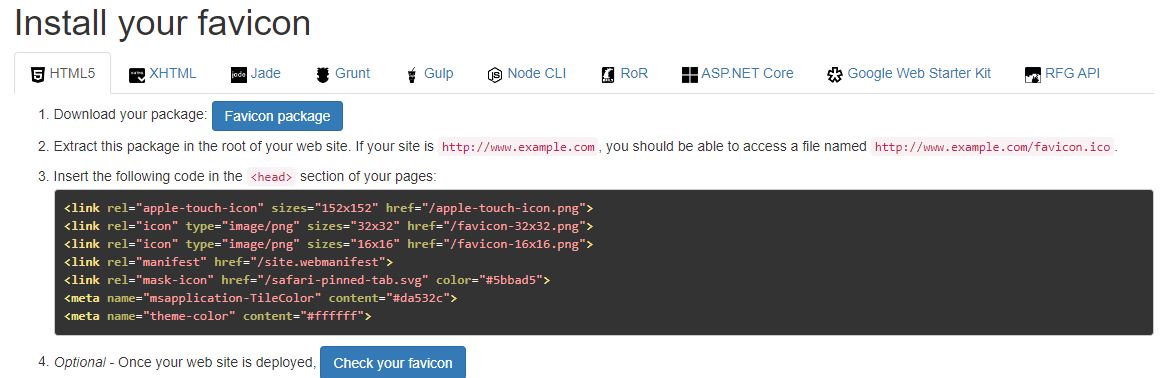 Install your favicon
HTML5 XHTML Jade Grunt Gulp Node CLI RoR ASP.NET Core Google Web Starter Kit RFG API
1. Download your package: Favicon package
2. Extract this package in the root of your web site. If your site is http://www.example.com, you should be able to access a file named http://www.example.com/favicon.ico.
3. Insert the following code in the <head> section of your pages:
<link rel="apple-touch-icon" sizes="152x152" href="/apple-touch-icon.png">
<link rel="icon" type="image/png" sizes="32x32" href="/favicon-32x32.png">
<link rel="icon" type="image/png" sizes="16x16" href="/favicon-16x16.png">
<link rel="manifest" href="/site.webmanifest">
<link rel="mask-icon" href="/safari-pinned-tab.svg" color="#5bbad5">
<meta name="msapplication-TileColor" content="#da532c">
<meta name="theme-color" content="#ffffff">
4. Optional - Once your web site is deployed, Check your favicon